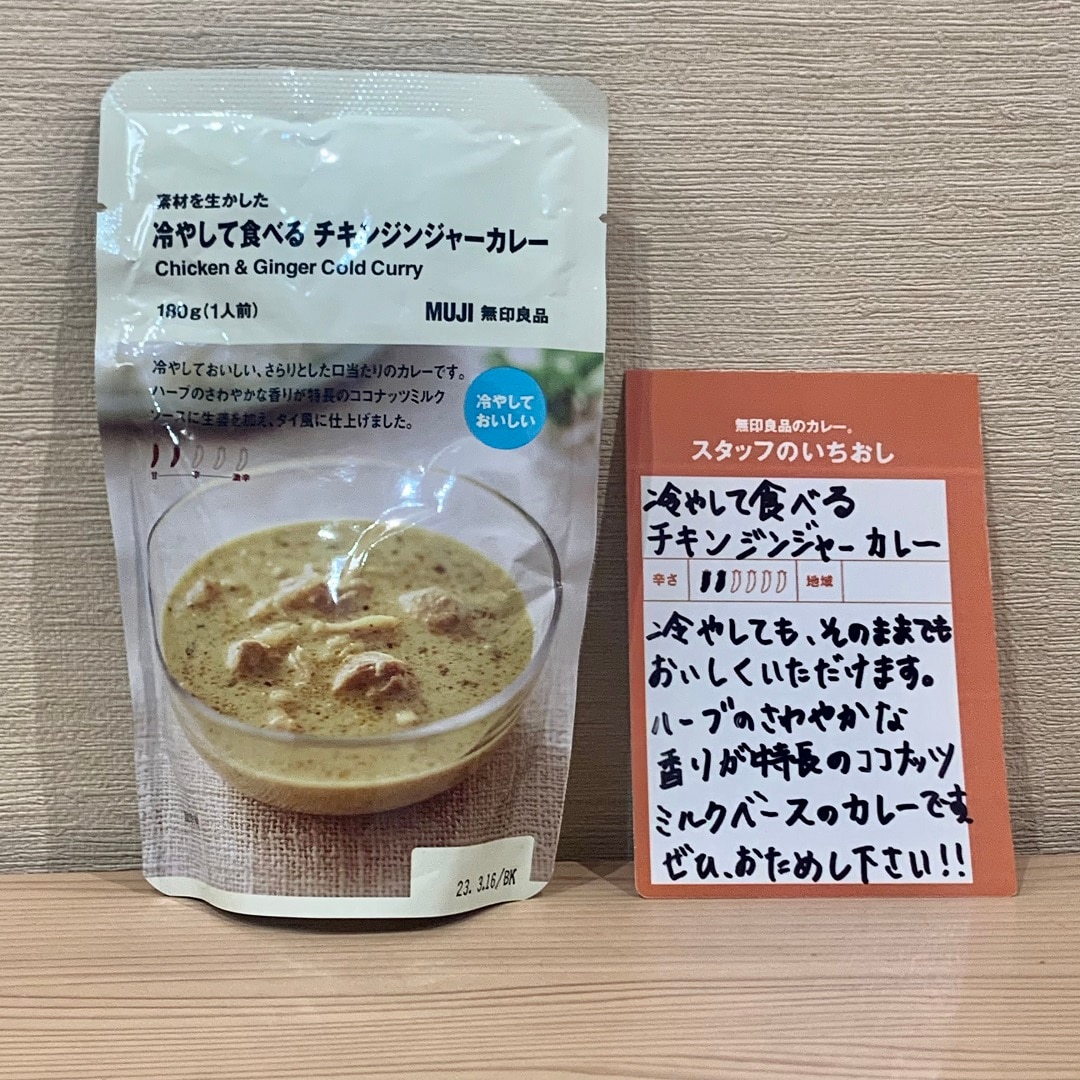 素材を生かした
冷やして食べる チキンジンジャーカレー
Chicken & Ginger Cold Curry
180g(1人前)
MUJI 無印良品
冷やしておいしい、さらりとした口当たりのカレーです。
ハーブのさわやかな香りが特長のココナッツミルク
ソースに生姜を加え、タイ風に仕上げました。
冷やして
おいしい
甘 辛 激辛
23. 3.16/BK
無印良品のカレー。
スタッフのいちおし
冷やして食べる
チキンジンジャーカレー
辛さ 地域
冷やしても、そのままでも
おいしくいただけます。
ハーブのさわやかな
香りが特長のココナッツ
ミルクベースのカレーです
ぜひ、おためし下さい!!